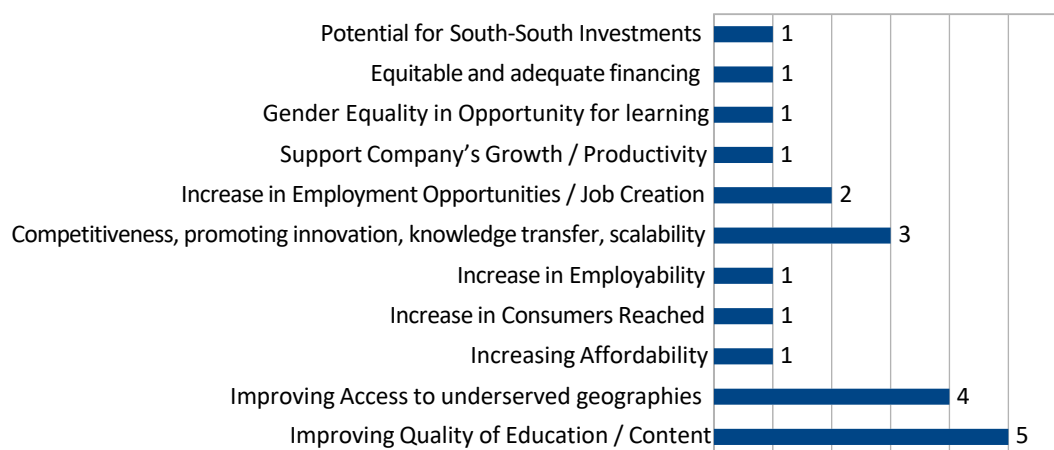 Potential for South-South Investments 1
Equitable and adequate financing 1
Gender Equality in Opportunity for learning 1
Support Company’s Growth / Productivity 1
Increase in Employment Opportunities / Job Creation 2
Competitiveness, promoting innovation, knowledge transfer, scalability 3
Increase in Employability 1
Increase in Consumers Reached 1
Increasing Affordability 1
Improving Access to underserved geographies 4
Improving Quality of Education / Content 5